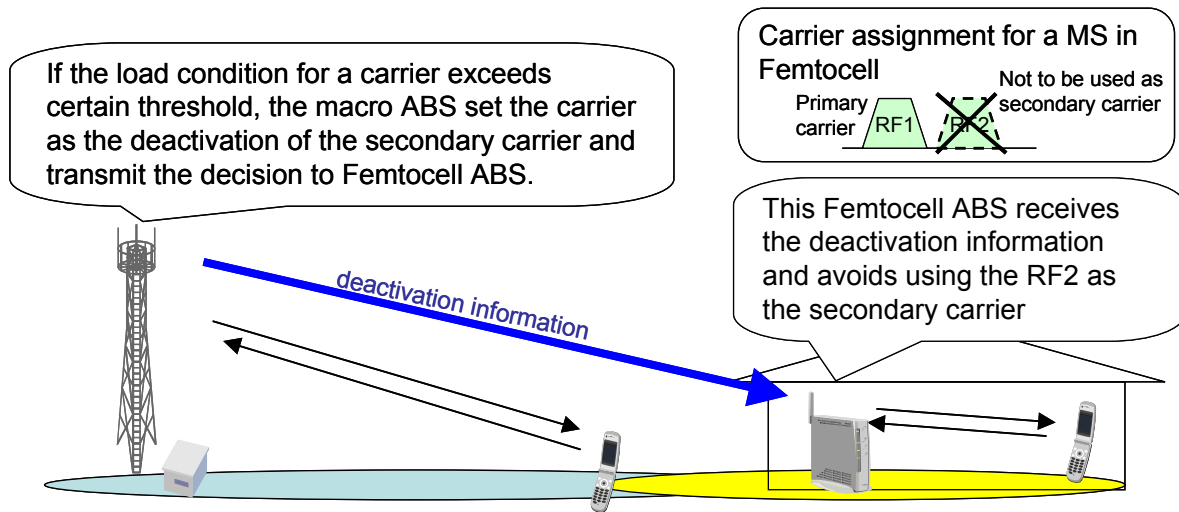 If the load condition for a carrier exceeds
certain threshold, the macro ABS set the carrier
as the deactivation of the secondary carrier and
transmit the decision to Femtocell ABS.
Carrier assignment for a MS in
Femtocell
Primary
carrier
RF1
RF2
Not to be used as
secondary carrier
This Femtocell ABS receives
the deactivation information
and avoids using the RF2 as
the secondary carrier
deactivation information